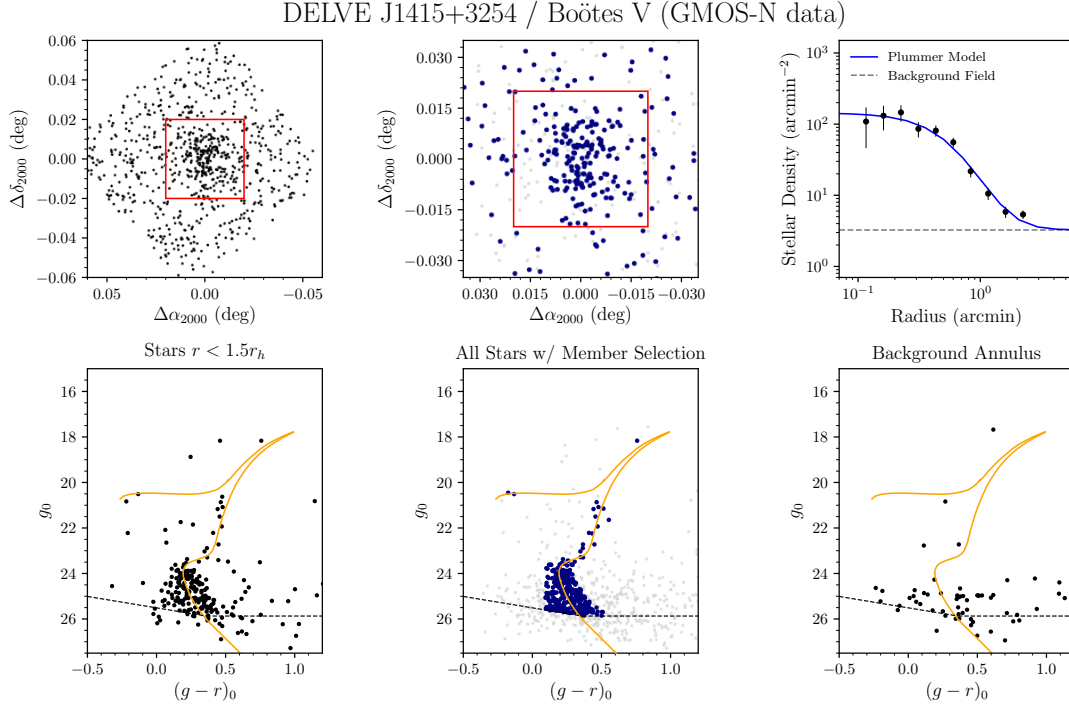 DELVE J1415+3254 / Boötes V (GMOS-N data)
0.06
0.04
0.02
0.00
−0.02
−0.04
−0.06
Δδ2000 (deg)
0.05 0.00 -0.05
Δα2000 (deg)
0.030
0.015
0.000
−0.015
−0.030
Δδ2000 (deg)
0.030 0.015 0.000 -0.015 -0.030
Δα2000 (deg)
Plummer Model
Background Field
10³
10²
10¹
10⁰
Stellar Density (arcmin⁻²)
10⁻¹ 10⁰
Radius (arcmin)
Stars r < 1.5rh
16
18
20
22
24
26
g0
−0.5 0.0 0.5 1.0
(g − r)0
All Stars w/ Member Selection
16
18
20
22
24
26
g0
−0.5 0.0 0.5 1.0
(g − r)0
Background Annulus
16
18
20
22
24
26
g0
−0.5 0.0 0.5 1.0
(g − r)0